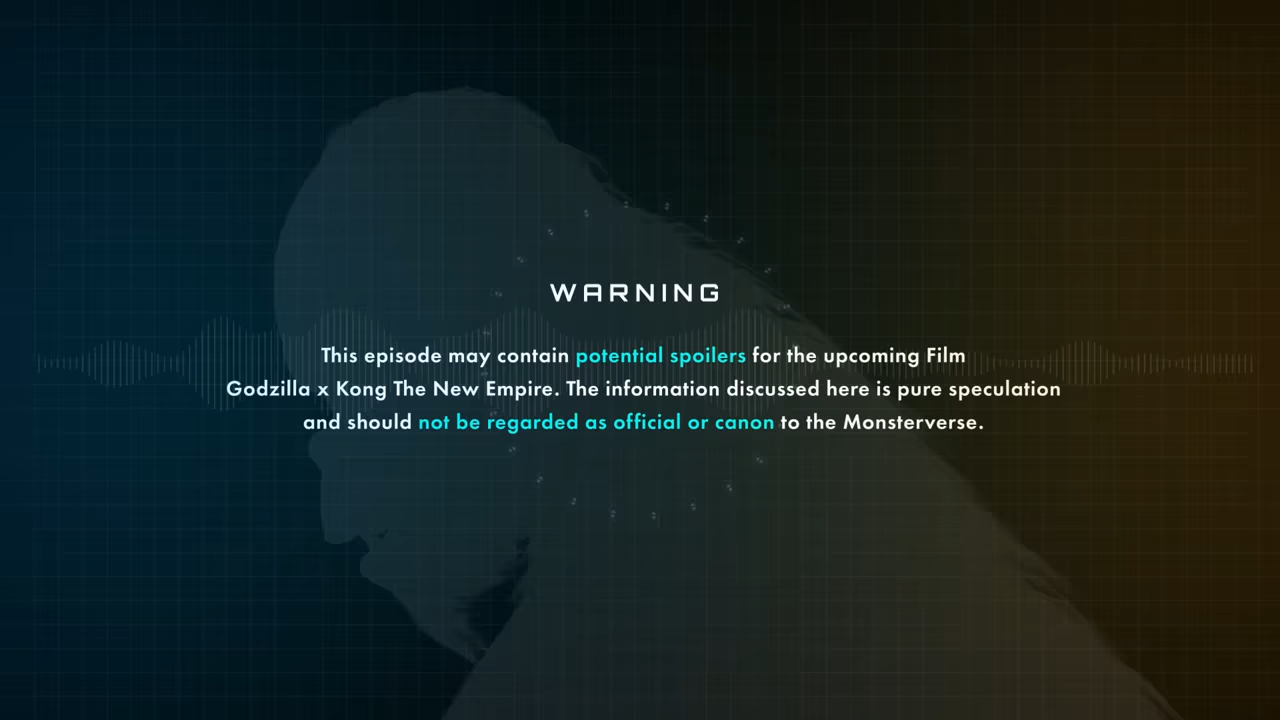 WARNING
This episode may contain potential spoilers for the upcoming Film
Godzilla x Kong The New Empire. The information discussed here is pure speculation
and should not be regarded as official or canon to the Monsterverse.